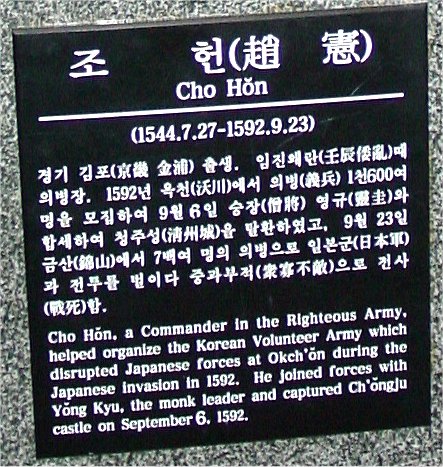 조 헌(趙 憲)
Cho Hŏn
(1544.7.27-1592.9.23)
경기 김포(京畿 金浦) 출생. 임진왜란(壬辰倭亂)때
의병장. 1592년 옥천(沃川)에서 의병(義兵) 1천600여
명을 모집하여 9월 6일 승장(僧將) 영규(靈圭)와
합세하여 청주성(淸州城)을 탈환하였고, 9월 23일
금산(錦山)에서 7백여 명의 의병으로 일본군(日本軍)
과 전투를 벌이다 중과부적(衆寡不敵)으로 전사
(戰死)함.
Cho Hŏn, a Commander in the Righteous Army,
helped organize the Korean Volunteer Army which
disrupted Japanese forces at Okch'ŏn during the
Japanese invasion in 1592. He joined forces with
Yŏng Kyu, the monk leader and captured Ch'ŏngju
castle on September 6, 1592.